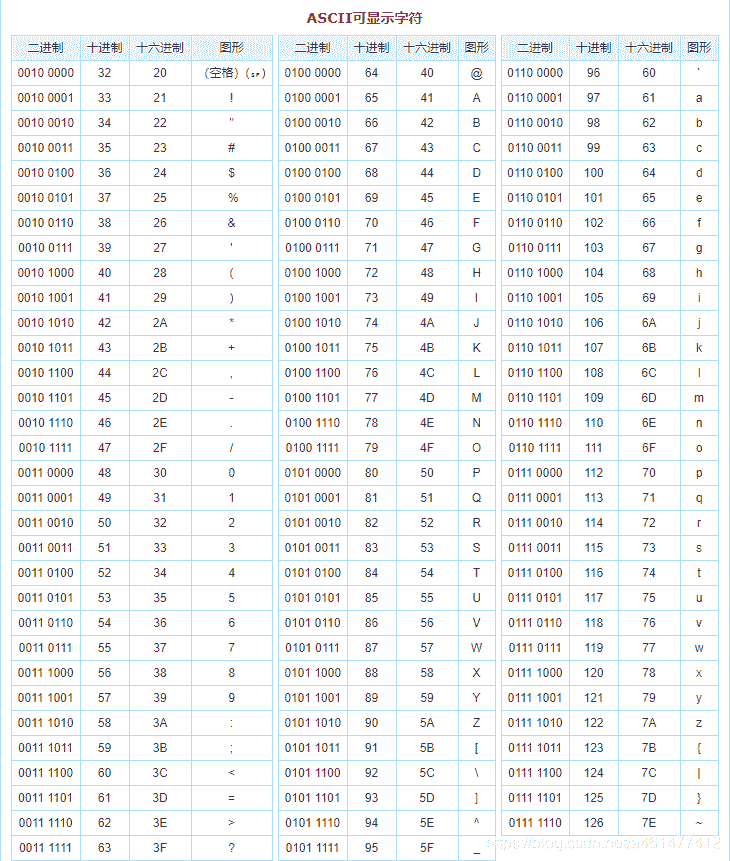 ASCII可显示字符
二进制 十进制 十六进制 图形 二进制 十进制 十六进制 图形 二进制 十进制 十六进制 图形
0010 0000 32 20 (空格) (␠) 0100 0000 64 40 @ 0110 0000 96 60 `
0010 0001 33 21 ! 0100 0001 65 41 A 0110 0001 97 61 a
0010 0010 34 22 " 0100 0010 66 42 B 0110 0010 98 62 b
0010 0011 35 23 # 0100 0011 67 43 C 0110 0011 99 63 c
0010 0100 36 24 $ 0100 0100 68 44 D 0110 0100 100 64 d
0010 0101 37 25 % 0100 0101 69 45 E 0110 0101 101 65 e
0010 0110 38 26 & 0100 0110 70 46 F 0110 0110 102 66 f
0010 0111 39 27 ' 0100 0111 71 47 G 0110 0111 103 67 g
0010 1000 40 28 ( 0100 1000 72 48 H 0110 1000 104 68 h
0010 1001 41 29 ) 0100 1001 73 49 I 0110 1001 105 69 i
0010 1010 42 2A * 0100 1010 74 4A J 0110 1010 106 6A j
0010 1011 43 2B + 0100 1011 75 4B K 0110 1011 107 6B k
0010 1100 44 2C , 0100 1100 76 4C L 0110 1100 108 6C l
0010 1101 45 2D - 0100 1101 77 4D M 0110 1101 109 6D m
0010 1110 46 2E . 0100 1110 78 4E N 0110 1110 110 6E n
0010 1111 47 2F / 0100 1111 79 4F O 0110 1111 111 6F o
0011 0000 48 30 0 0101 0000 80 50 P 0111 0000 112 70 p
0011 0001 49 31 1 0101 0001 81 51 Q 0111 0001 113 71 q
0011 0010 50 32 2 0101 0010 82 52 R 0111 0010 114 72 r
0011 0011 51 33 3 0101 0011 83 53 S 0111 0011 115 73 s
0011 0100 52 34 4 0101 0100 84 54 T 0111 0100 116 74 t
0011 0101 53 35 5 0101 0101 85 55 U 0111 0101 117 75 u
0011 0110 54 36 6 0101 0110 86 56 V 0111 0110 118 76 v
0011 0111 55 37 7 0101 0111 87 57 W 0111 0111 119 77 w
0011 1000 56 38 8 0101 1000 88 58 X 0111 1000 120 78 x
0011 1001 57 39 9 0101 1001 89 59 Y 0111 1001 121 79 y
0011 1010 58 3A : 0101 1010 90 5A Z 0111 1010 122 7A z
0011 1011 59 3B ; 0101 1011 91 5B [ 0111 1011 123 7B {
0011 1100 60 3C < 0101 1100 92 5C \ 0111 1100 124 7C |
0011 1101 61 3D = 0101 1101 93 5D ] 0111 1101 125 7D }
0011 1110 62 3E > 0101 1110 94 5E ^ 0111 1110 126 7E ~
0011 1111 63 3F ? 0101 1111 95 5F _